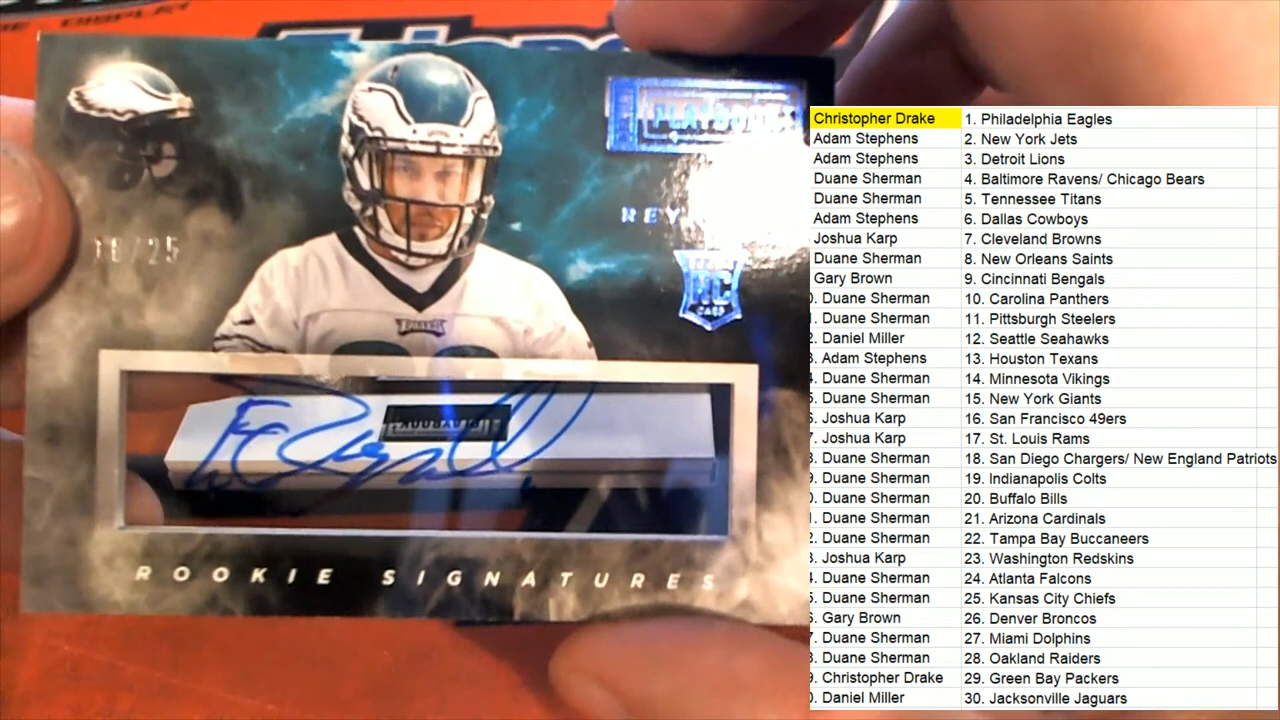 DISPLAY
PLAYBOOK
REY
RC
CARD
/25
EAGLES
PLAYBOOK
ROOKIE SIGNATURES
Christopher Drake 1. Philadelphia Eagles
Adam Stephens 2. New York Jets
Adam Stephens 3. Detroit Lions
Duane Sherman 4. Baltimore Ravens/ Chicago Bears
Duane Sherman 5. Tennessee Titans
Adam Stephens 6. Dallas Cowboys
Joshua Karp 7. Cleveland Browns
Duane Sherman 8. New Orleans Saints
Gary Brown 9. Cincinnati Bengals
. Duane Sherman 10. Carolina Panthers
. Duane Sherman 11. Pittsburgh Steelers
. Daniel Miller 12. Seattle Seahawks
. Adam Stephens 13. Houston Texans
. Duane Sherman 14. Minnesota Vikings
. Duane Sherman 15. New York Giants
. Joshua Karp 16. San Francisco 49ers
. Joshua Karp 17. St. Louis Rams
. Duane Sherman 18. San Diego Chargers/ New England Patriots
. Duane Sherman 19. Indianapolis Colts
. Duane Sherman 20. Buffalo Bills
. Duane Sherman 21. Arizona Cardinals
. Duane Sherman 22. Tampa Bay Buccaneers
. Joshua Karp 23. Washington Redskins
. Duane Sherman 24. Atlanta Falcons
. Duane Sherman 25. Kansas City Chiefs
. Gary Brown 26. Denver Broncos
. Duane Sherman 27. Miami Dolphins
. Duane Sherman 28. Oakland Raiders
. Christopher Drake 29. Green Bay Packers
. Daniel Miller 30. Jacksonville Jaguars